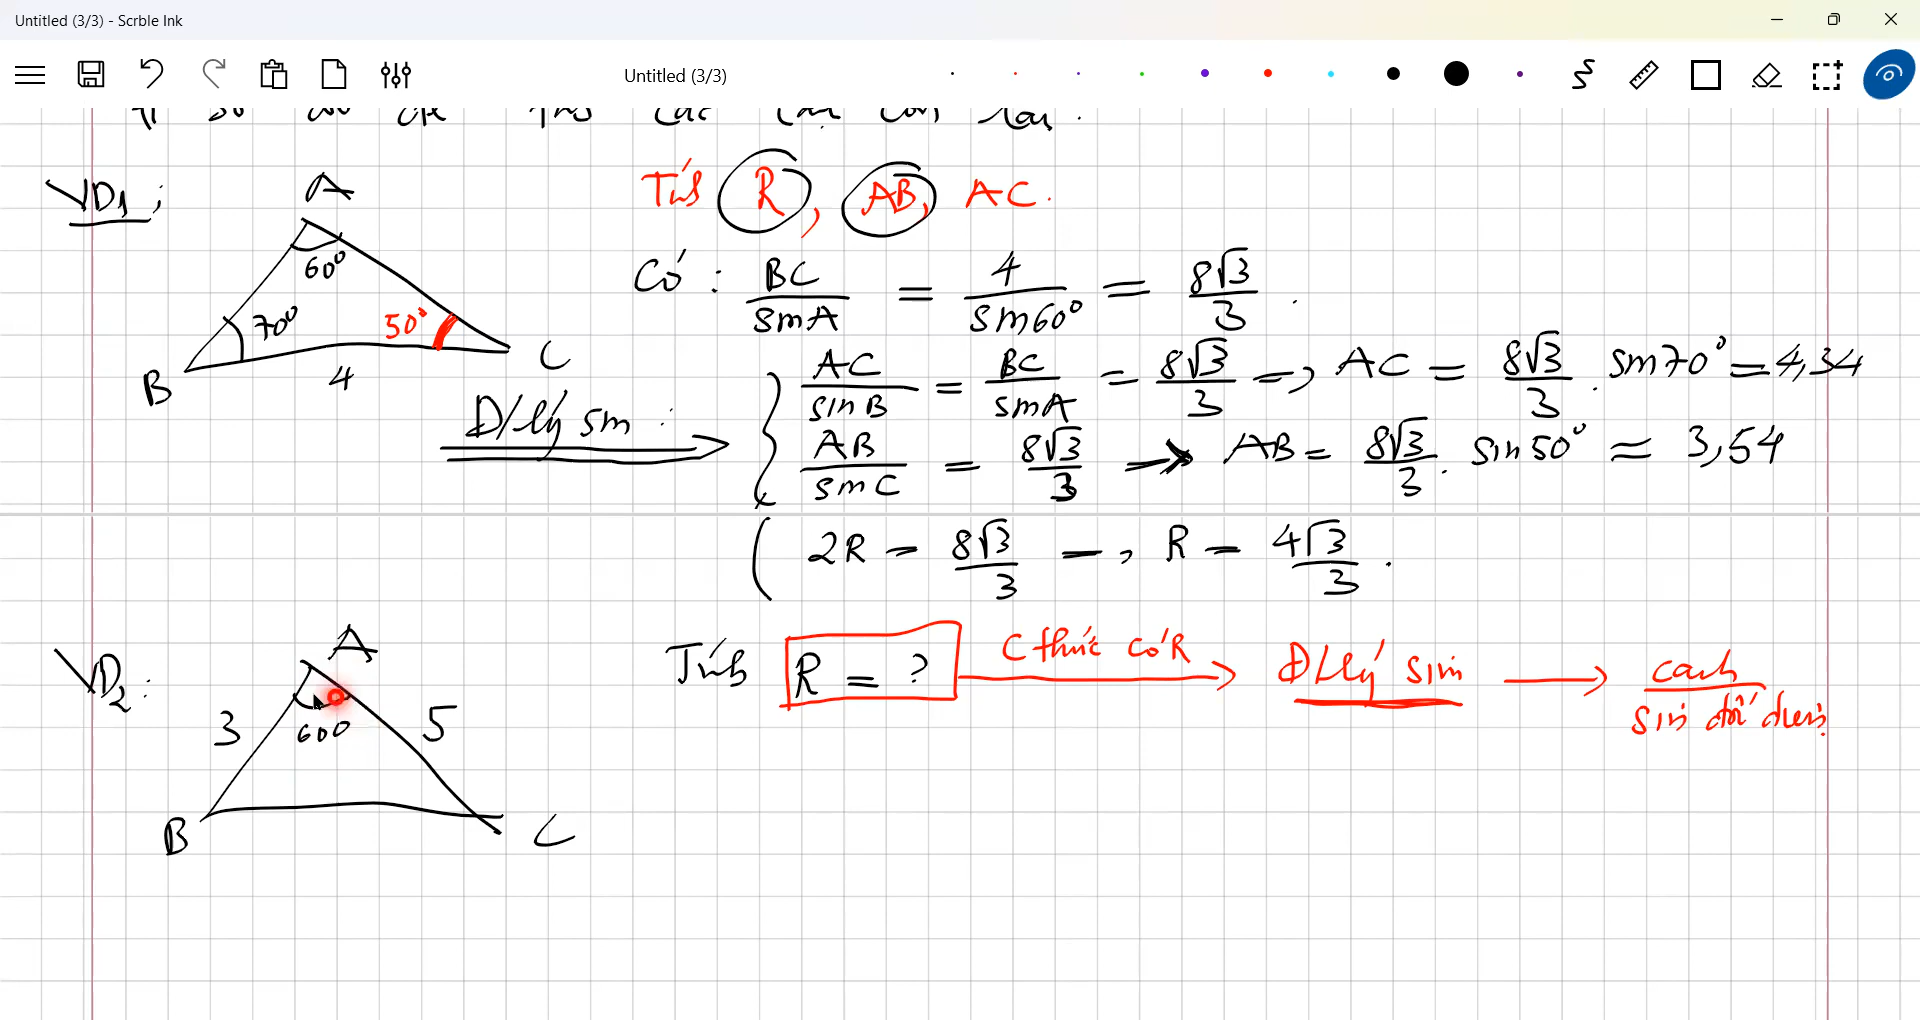 Untitled (3/3) - Scrble Ink
Untitled (3/3)
VD1:
A
60°
70°
50°
B
4
C
Tính R, AB, AC.
Có: BC/sinA = 4/sin60° = 8√3/3.
Đ/lý sin:
AC/sinB = BC/sinA = 8√3/3 => AC = 8√3/3 . sin70° = 4,34
AB/sinC = 8√3/3 → AB = 8√3/3 . sin50° ≈ 3,54
2R = 8√3/3 → R = 4√3/3.
VD2:
A
3
60°
5
B
C
Tính R = ? C thức có R → Đ/lý sin → cạnh/sin đối diện